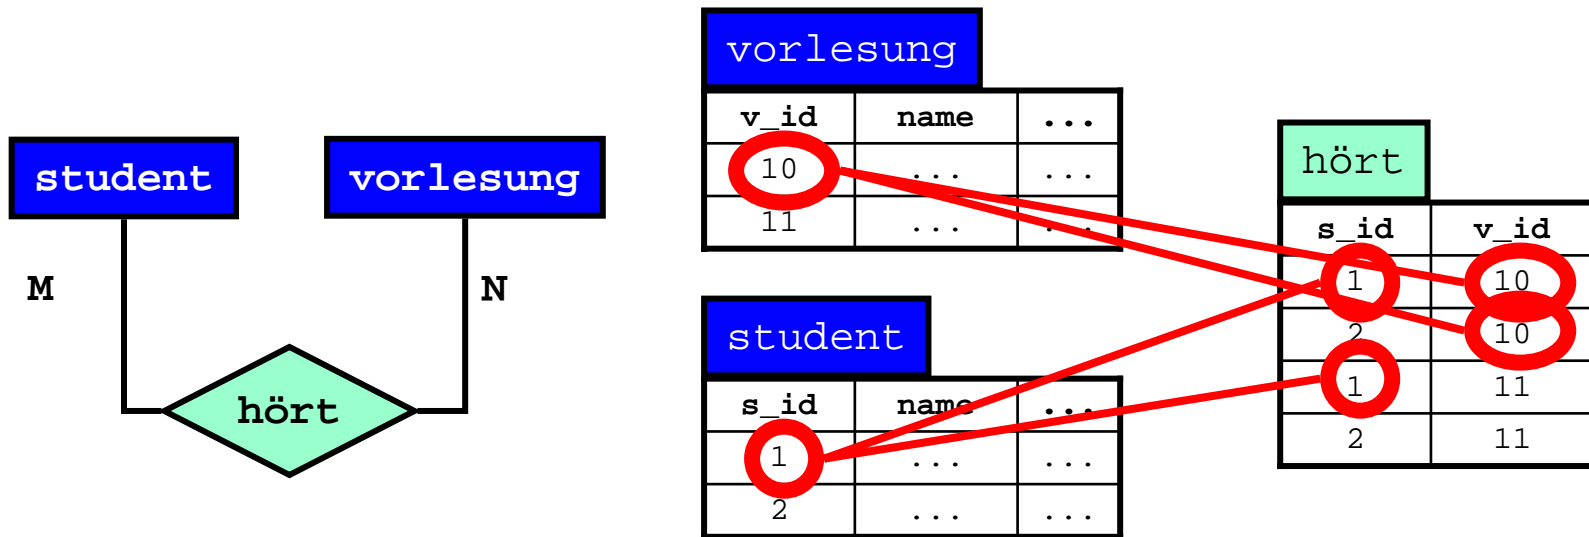 student
vorlesung
M
N
hört
vorlesung
v_id name ...
10 ... ...
11 ... ...
student
s_id name ...
1 ... ...
2 ... ...
hört
s_id v_id
1 10
2 10
1 11
2 11